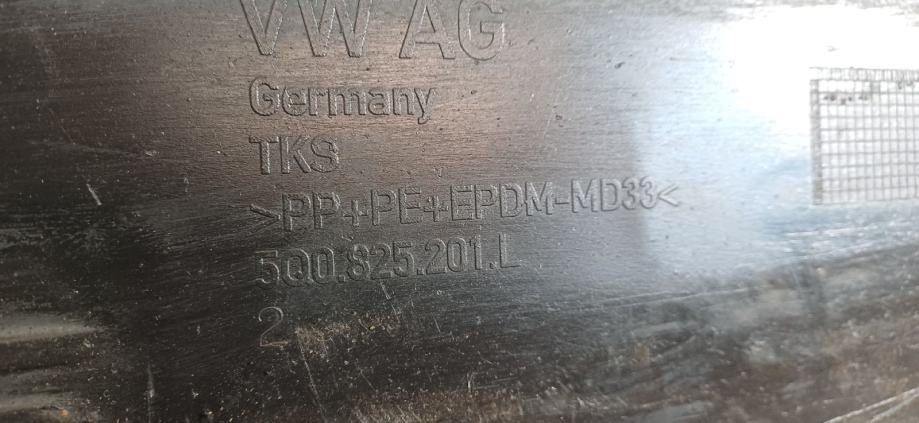 VW AG
Germany
TKS
>PP+PE+EPDM-MD33<
5Q0.825.201.L
2